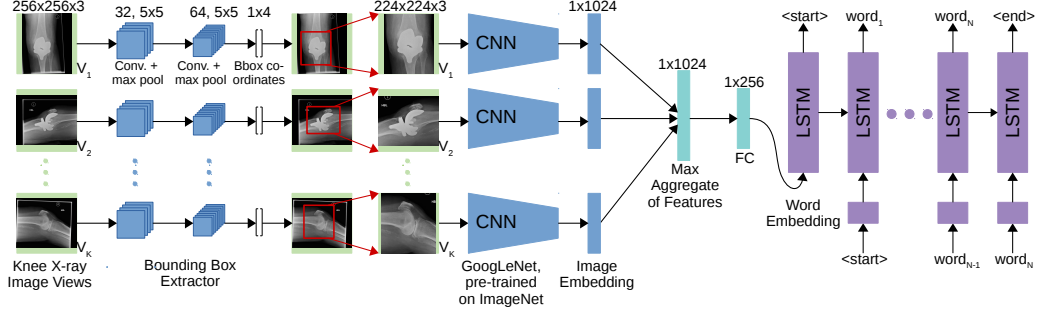 256x256x3
32, 5x5
64, 5x5
1x4
224x224x3
1x1024
<start>
word1
wordN
<end>
V1
Conv. +
max pool
Conv. +
max pool
Bbox co-
ordinates
V1
CNN
1x1024
1x256
LSTM
LSTM
LSTM
LSTM
V2
V2
CNN
FC
Max
Aggregate
of Features
Word
Embedding
VK
VK
CNN
Knee X-ray
Image Views
Bounding Box
Extractor
GoogLeNet,
pre-trained
on ImageNet
Image
Embedding
<start>
wordN-1
wordN